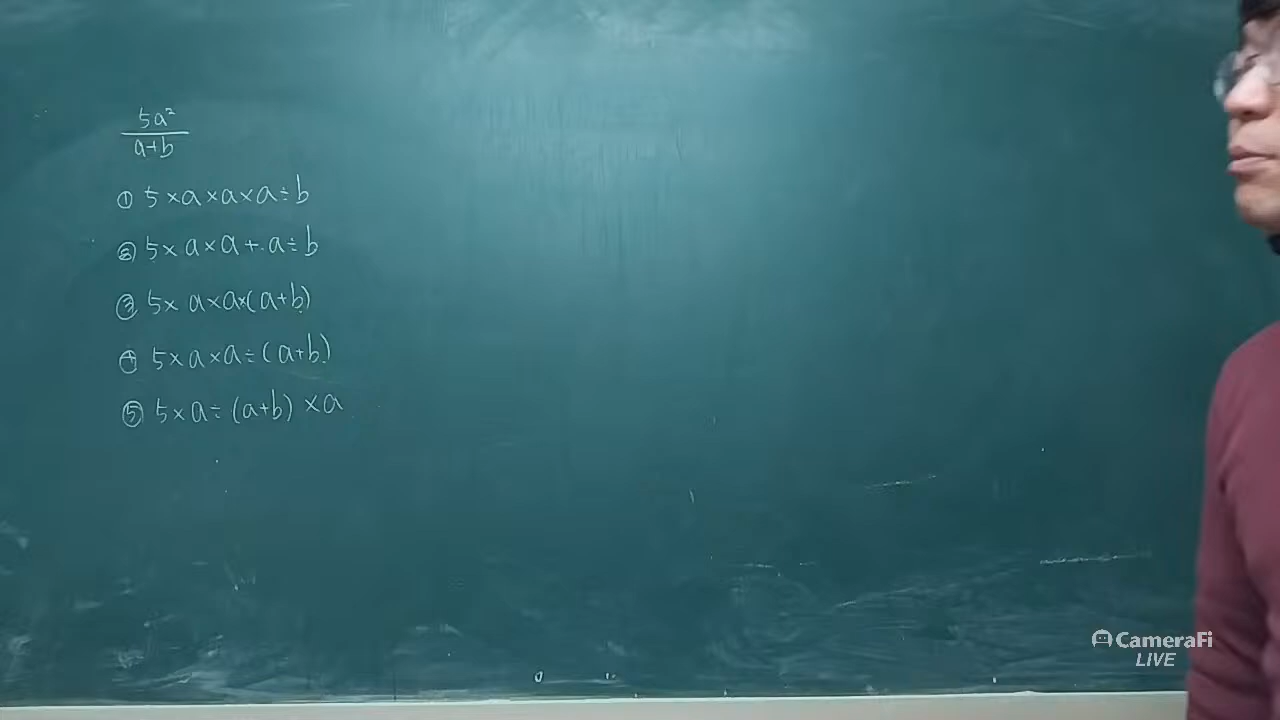 5a²
a+b
① 5×a×a×a÷b
② 5×a×a+a÷b
③ 5×a×a×(a+b)
④ 5×a×a÷(a+b)
⑤ 5×a÷(a+b)×a
CameraFi
LIVE